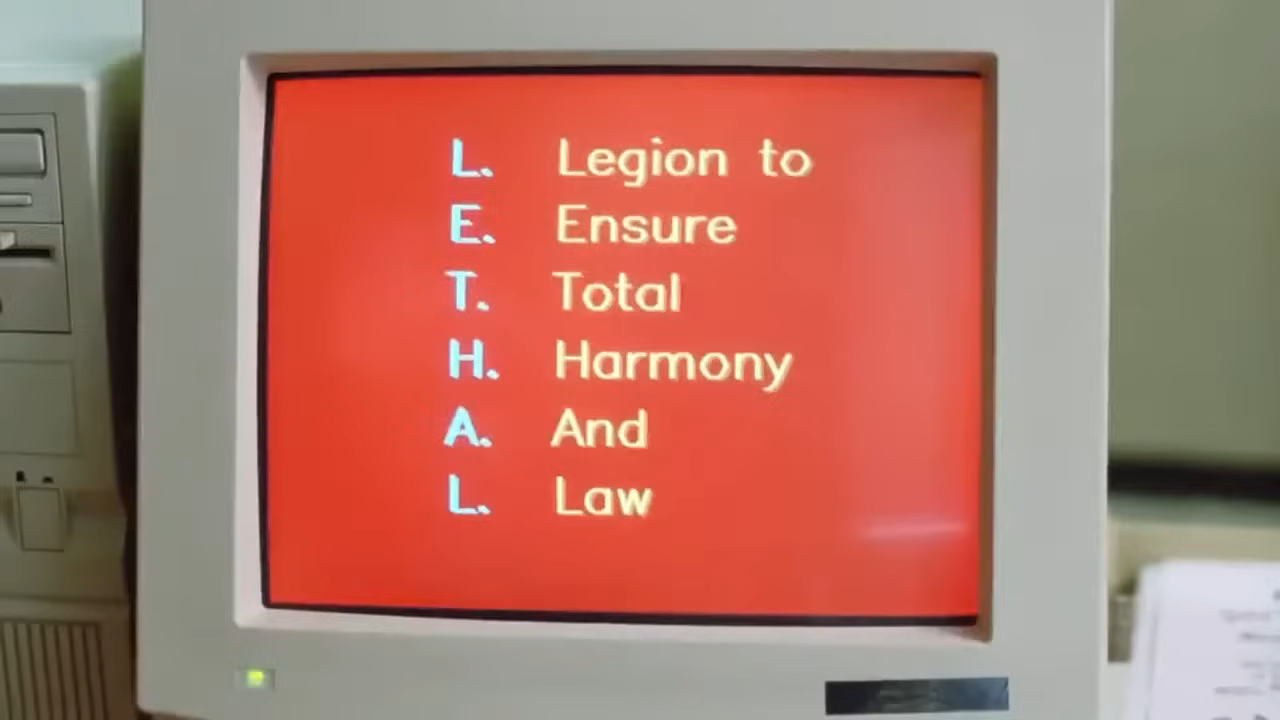 L. Legion to
E. Ensure
T. Total
H. Harmony
A. And
L. Law